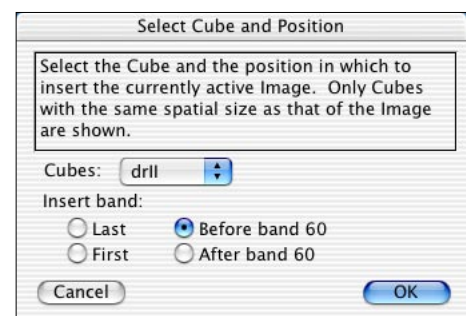 Select Cube and Position
Select the Cube and the position in which to
insert the currently active Image. Only Cubes
with the same spatial size as that of the Image
are shown.
Cubes: drII
Insert band:
Last Before band 60
First After band 60
Cancel OK